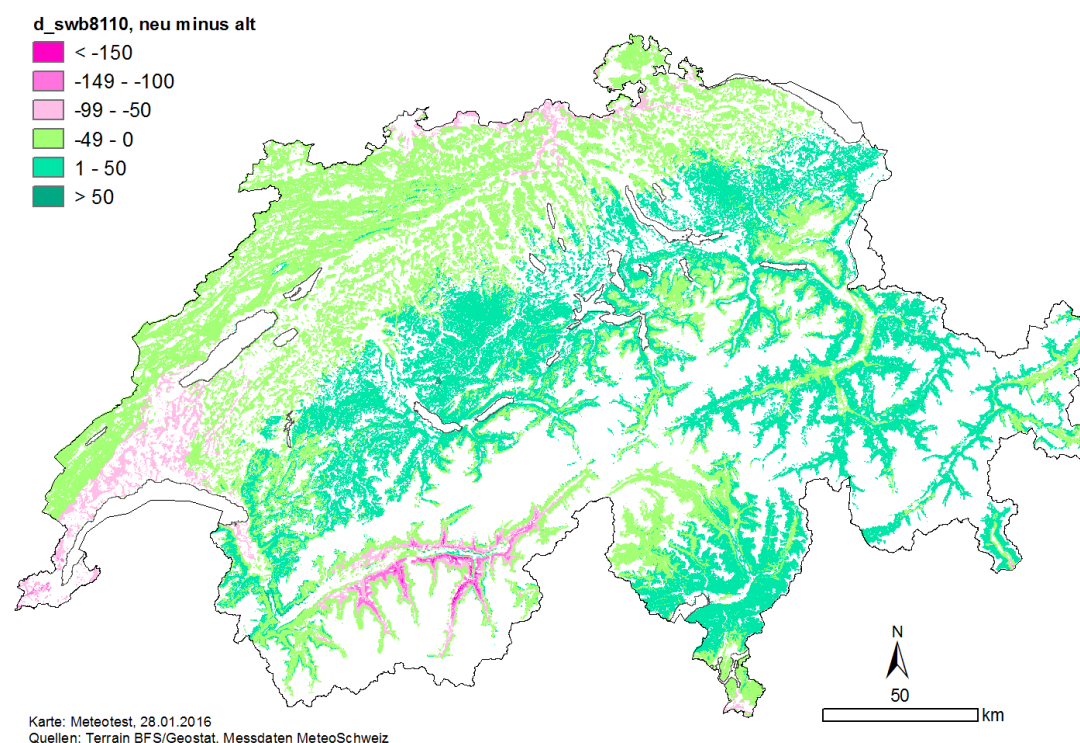 d_swb8110, neu minus alt
< -150
-149 - -100
-99 - -50
-49 - 0
1 - 50
> 50
N
50
km
Karte: Meteotest, 28.01.2016
Quellen: Terrain BFS/Geostat, Messdaten MeteoSchweiz